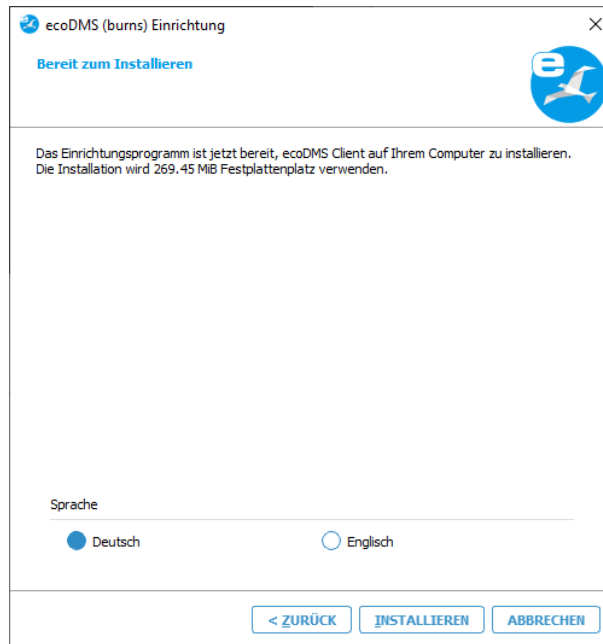 ecoDMS (burns) Einrichtung
Bereit zum Installieren
e
Das Einrichtungsprogramm ist jetzt bereit, ecoDMS Client auf Ihrem Computer zu installieren.
Die Installation wird 269.45 MiB Festplattenplatz verwenden.
Sprache
Deutsch
Englisch
< ZURÜCK
INSTALLIEREN
ABBRECHEN